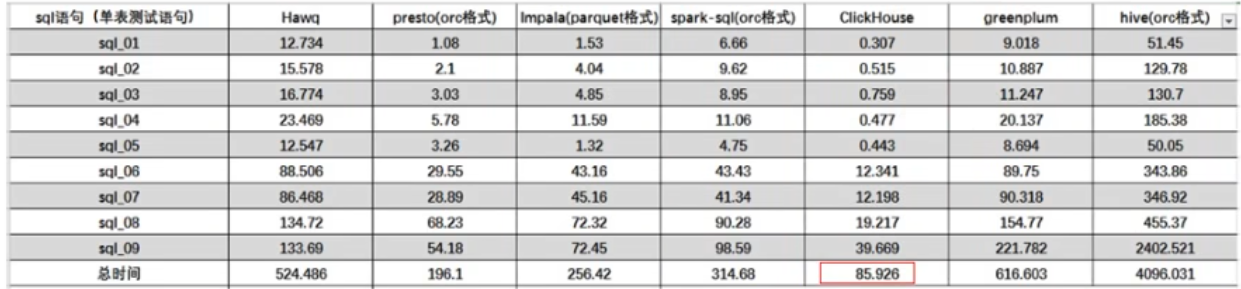 sql语句（单表测试语句） Hawq presto(orc格式) Impala(parquet格式) spark-sql(orc格式) ClickHouse greenplum hive(orc格式)
sql_01 12.734 1.08 1.53 6.66 0.307 9.018 51.45
sql_02 15.578 2.1 4.04 9.62 0.515 10.887 129.78
sql_03 16.774 3.03 4.85 8.95 0.759 11.247 130.7
sql_04 23.469 5.78 11.59 11.06 0.477 20.137 185.38
sql_05 12.547 3.26 1.32 4.75 0.443 8.694 50.05
sql_06 88.506 29.55 43.16 43.43 12.341 89.75 343.86
sql_07 86.468 28.89 45.16 41.34 12.198 90.318 346.92
sql_08 134.72 68.23 72.32 90.28 19.217 154.77 455.37
sql_09 133.69 54.18 72.45 98.59 39.669 221.782 2402.521
总时间 524.486 196.1 256.42 314.68 85.926 616.603 4096.031